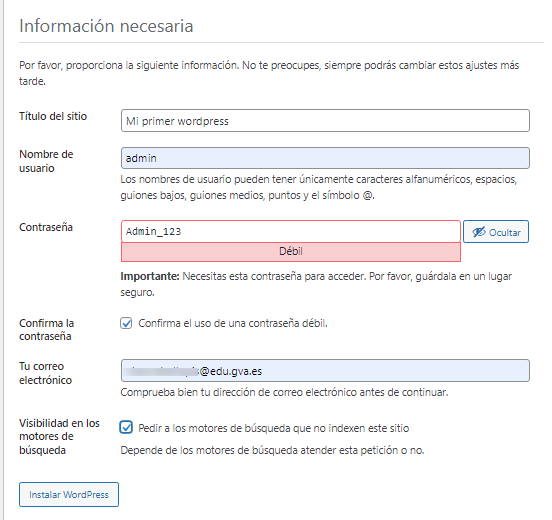 Información necesaria
Por favor, proporciona la siguiente información. No te preocupes, siempre podrás cambiar estos ajustes más
tarde.
Título del sitio
Mi primer wordpress
Nombre de
usuario
admin
Los nombres de usuario pueden tener únicamente caracteres alfanuméricos, espacios,
guiones bajos, guiones medios, puntos y el símbolo @.
Contraseña
Admin_123
Ocultar
Débil
Importante: Necesitas esta contraseña para acceder. Por favor, guárdala en un lugar
seguro.
Confirma la
contraseña
Confirma el uso de una contraseña débil.
Tu correo
electrónico
@edu.gva.es
Comprueba bien tu dirección de correo electrónico antes de continuar.
Visibilidad en los
motores de
búsqueda
Pedir a los motores de búsqueda que no indexen este sitio
Depende de los motores de búsqueda atender esta petición o no.
Instalar WordPress